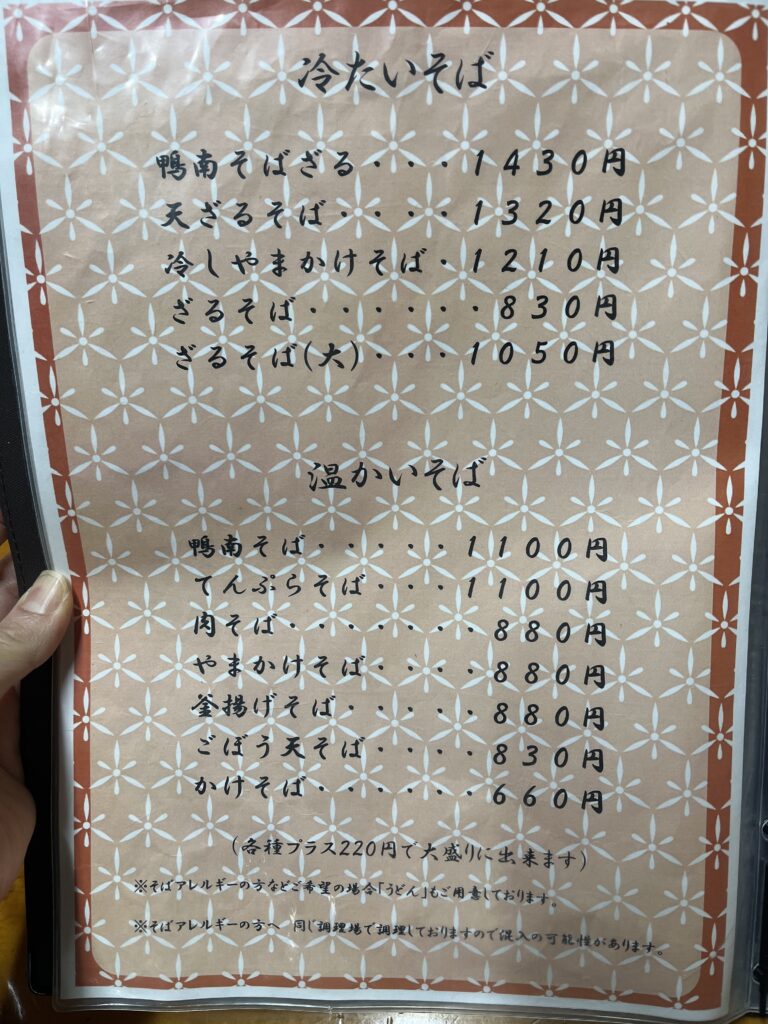 冷たいそば
鴨南そばざる・・・1430円
天ざるそば・・・・1320円
冷しやまかけそば・1210円
ざるそば・・・・・・830円
ざるそば(大)・・・1050円
温かいそば
鴨南そば・・・・・1100円
てんぷらそば・・・1100円
肉そば・・・・・・・880円
やまかけそば・・・・880円
釜揚げそば・・・・・880円
ごぼう天そば・・・・830円
かけそば・・・・・・660円
(各種プラス220円で大盛りに出来ます)
※そばアレルギーの方などご希望の場合「うどん」もご用意しております。
※そばアレルギーの方へ 同じ調理場で調理しておりますので混入の可能性があります。